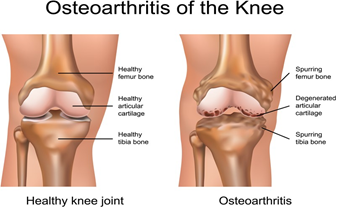 Osteoarthritis of the Knee
Healthy
femur bone
Healthy
articular
cartilage
Healthy
tibia bone
Spurring
femur bone
Degenerated
articular
cartilage
Spurring
tibia bone
Healthy knee joint
Osteoarthritis